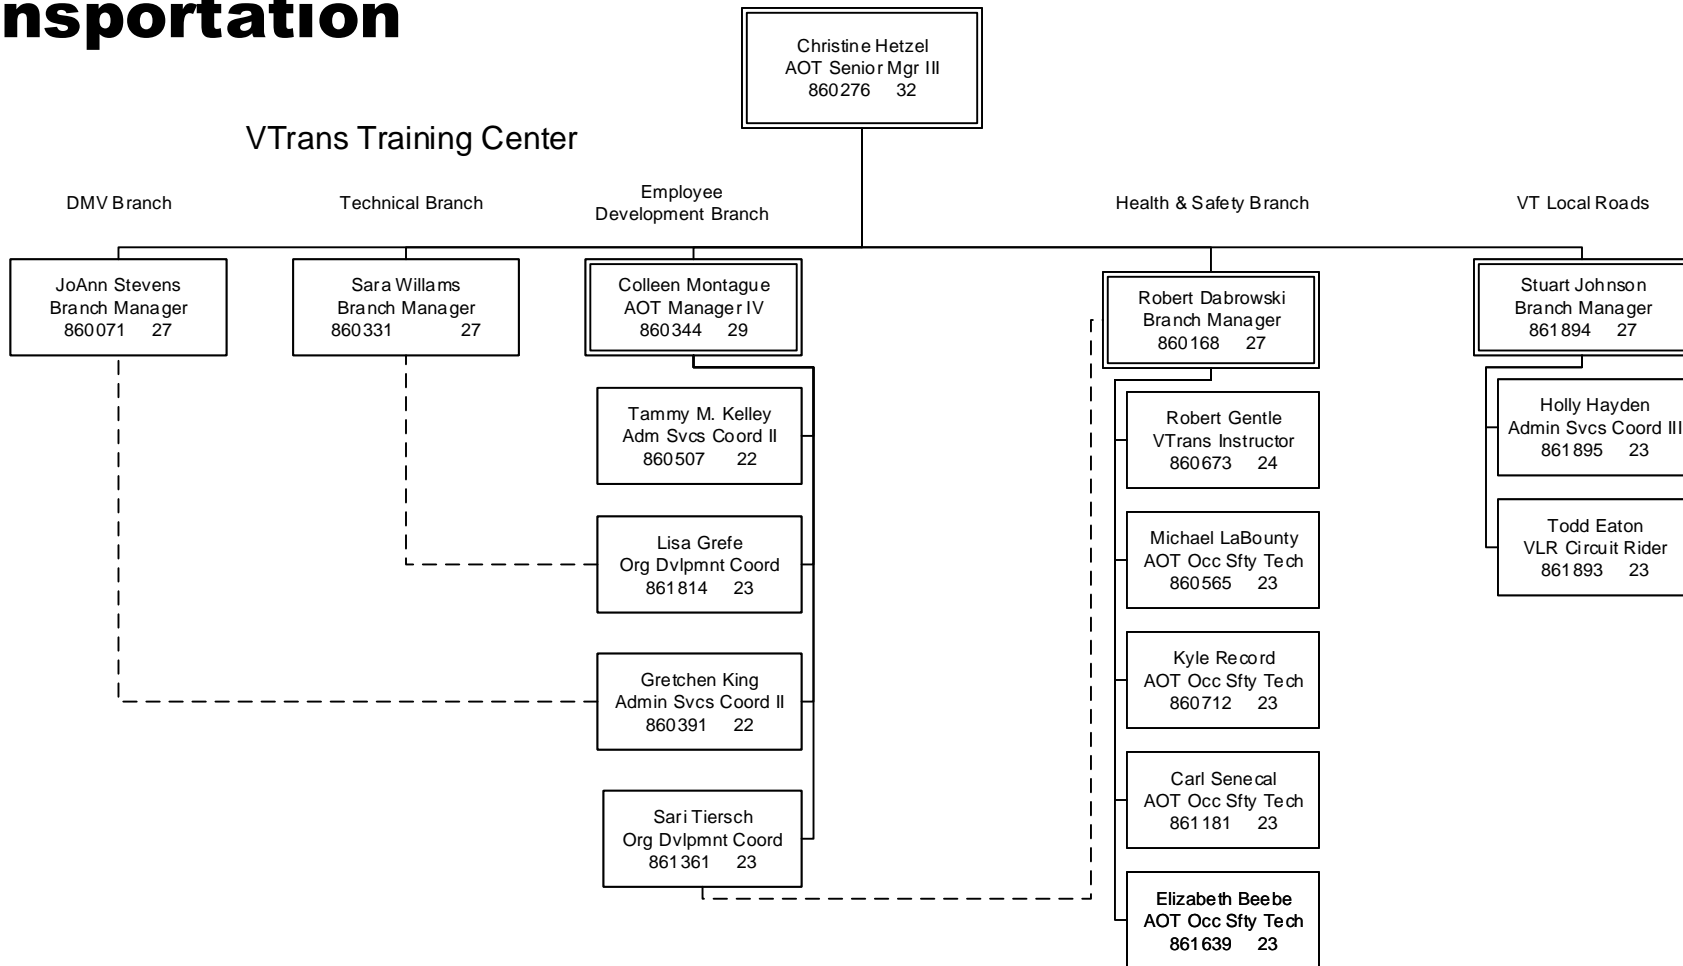 nsportation
Christine Hetzel
AOT Senior Mgr III
860276 32
VTrans Training Center
DMV Branch
Technical Branch
Employee
Development Branch
Health & Safety Branch
VT Local Roads
JoAnn Stevens
Branch Manager
860071 27
Sara Willams
Branch Manager
860331 27
Colleen Montague
AOT Manager IV
860344 29
Robert Dabrowski
Branch Manager
860168 27
Stuart Johnson
Branch Manager
861894 27
Tammy M. Kelley
Adm Svcs Coord II
860507 22
Lisa Grefe
Org Dvlpmnt Coord
861814 23
Gretchen King
Admin Svcs Coord II
860391 22
Sari Tiersch
Org Dvlpmnt Coord
861361 23
Robert Gentle
VTrans Instructor
860673 24
Michael LaBounty
AOT Occ Sfty Tech
860565 23
Kyle Record
AOT Occ Sfty Tech
860712 23
Carl Senecal
AOT Occ Sfty Tech
861181 23
Elizabeth Beebe
AOT Occ Sfty Tech
861639 23
Holly Hayden
Admin Svcs Coord III
861895 23
Todd Eaton
VLR Circuit Rider
861893 23